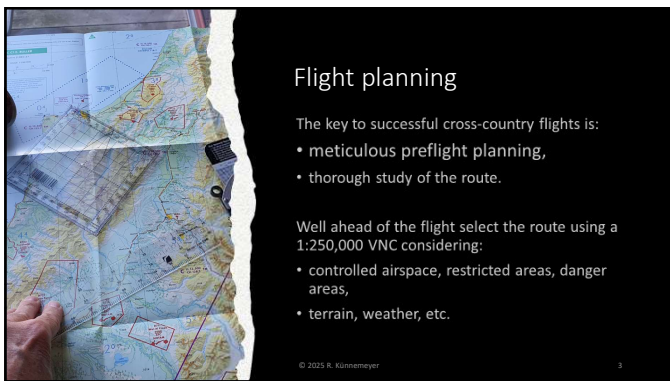 Flight planning
The key to successful cross-country flights is:
• meticulous preflight planning,
• thorough study of the route.
Well ahead of the flight select the route using a
1:250,000 VNC considering:
• controlled airspace, restricted areas, danger
areas,
• terrain, weather, etc.
© 2025 R. Künnemeyer
3